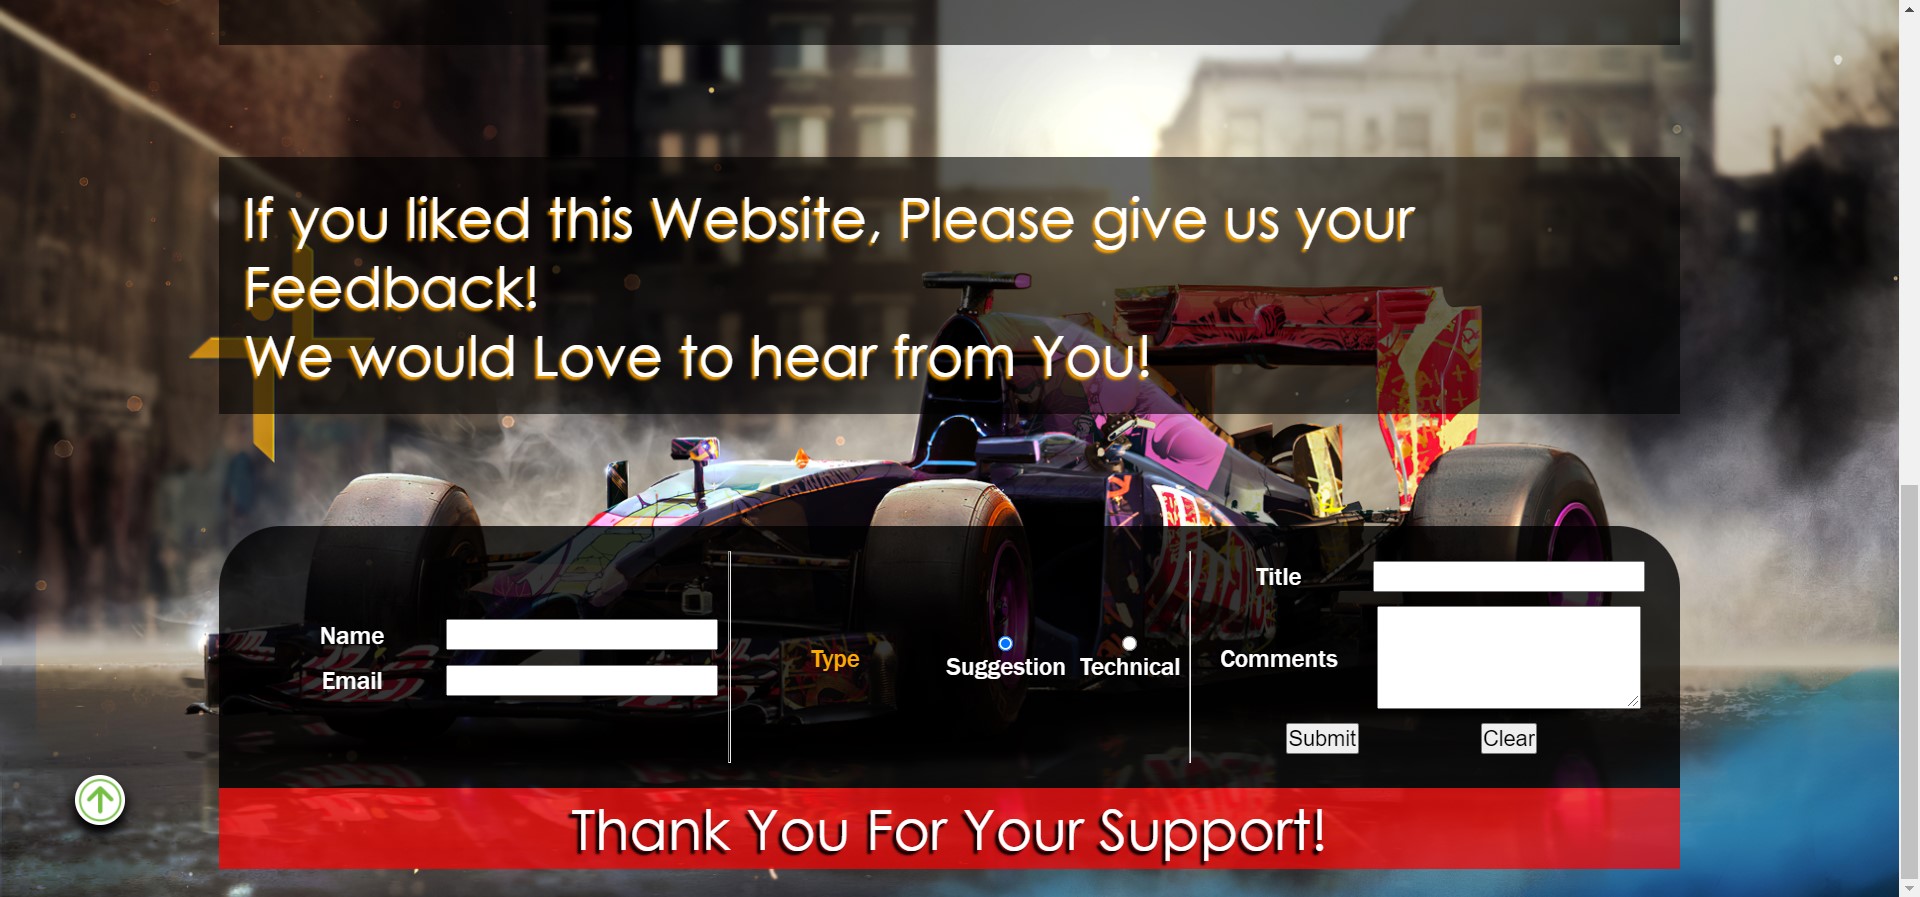 If you liked this Website, Please give us your
Feedback!
We would Love to hear from You!
Name
Email
Type
Suggestion
Technical
Title
Comments
Submit
Clear
Thank You For Your Support!